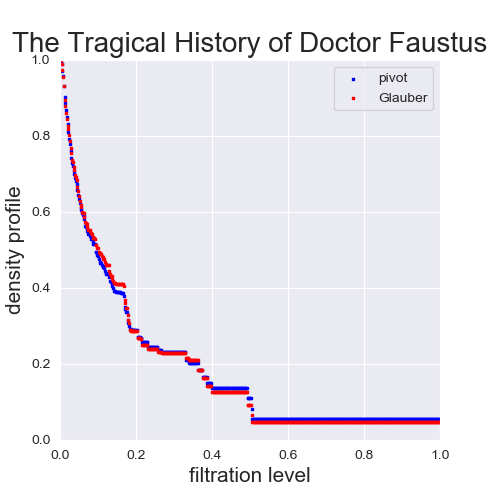 The Tragical History of Doctor Faustus
pivot
Glauber
1.0
0.8
0.6
0.4
0.2
0.0
density profile
0.0 0.2 0.4 0.6 0.8 1.0
filtration level